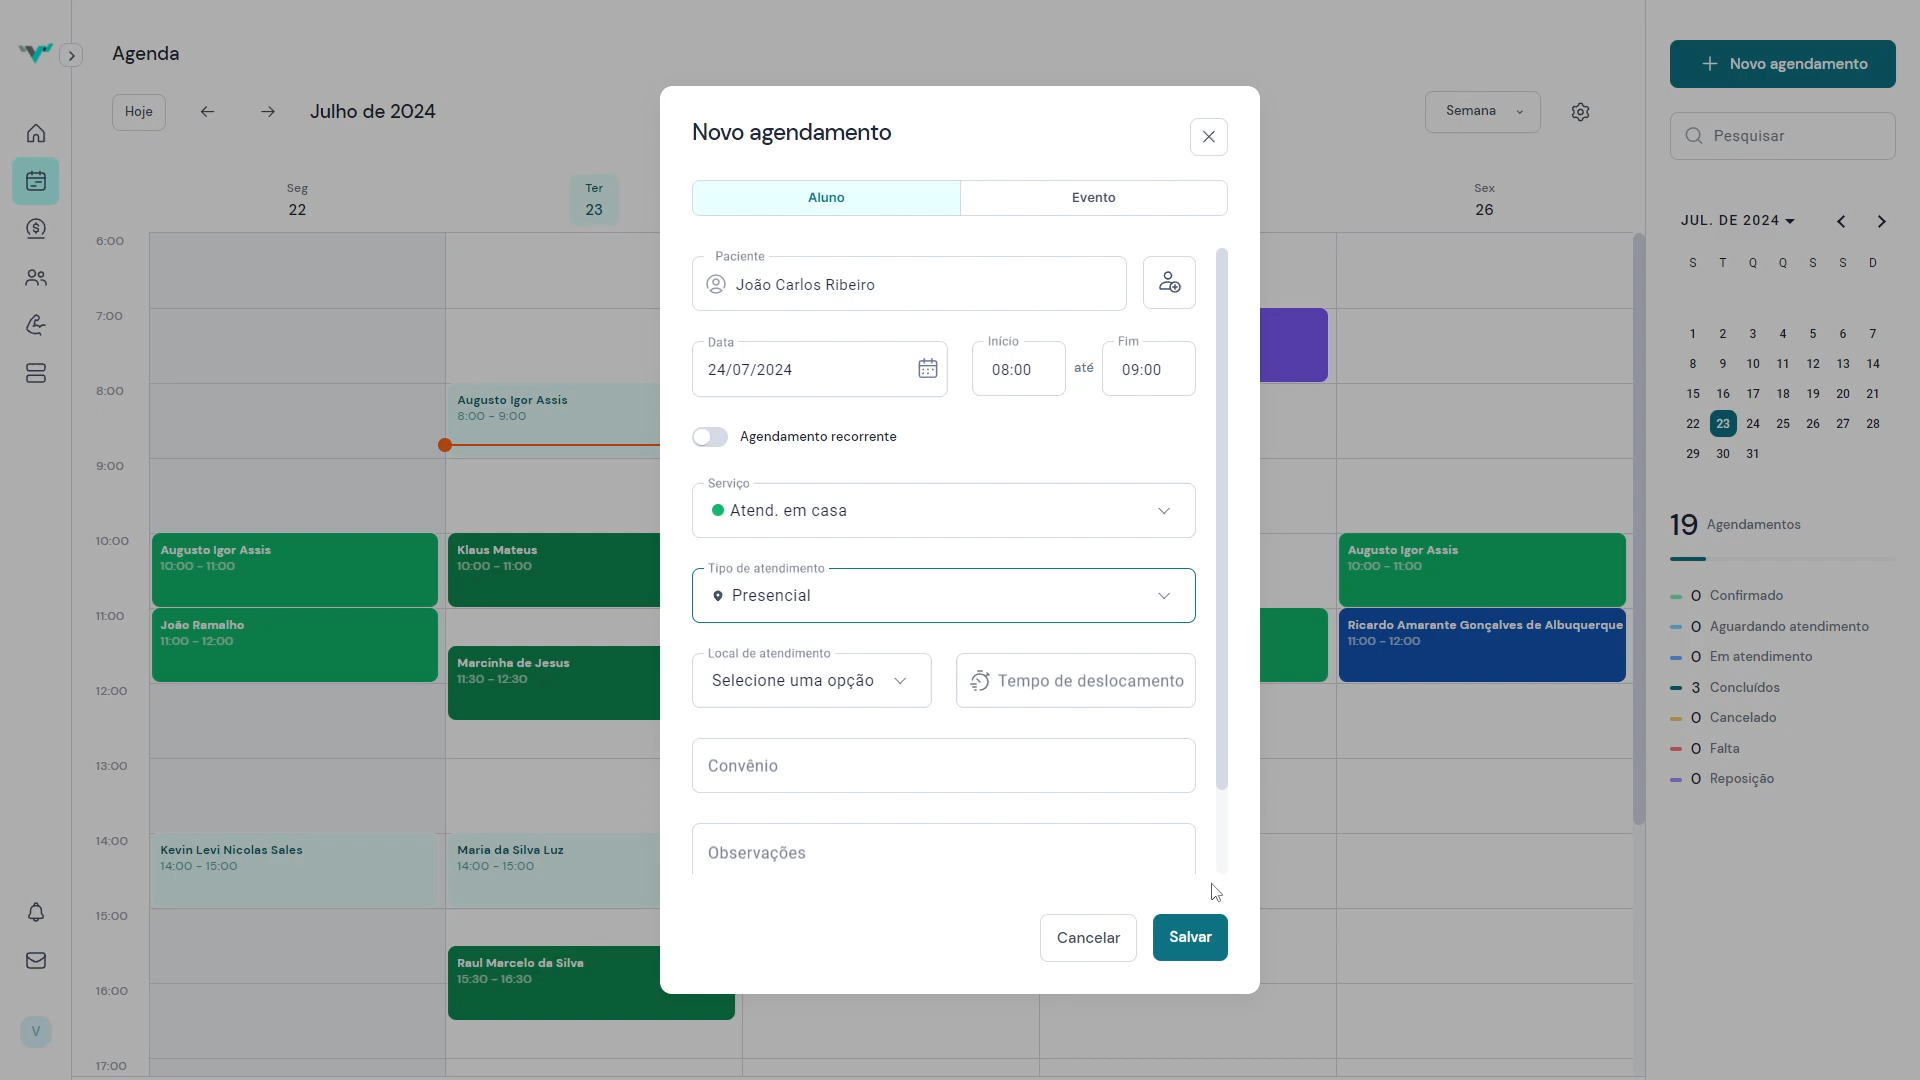 Agenda
Hoje
Julho de 2024
Semana
Novo agendamento
Pesquisar
Seg
22
Ter
23
Sex
26
6:00
7:00
8:00
9:00
10:00
11:00
12:00
13:00
14:00
15:00
16:00
17:00
Augusto Igor Assis
10:00 - 11:00
João Ramalho
11:00 - 12:00
Kevin Levi Nicolas Sales
14:00 - 15:00
Augusto Igor Assis
8:00 - 9:00
Klaus Mateus
10:00 - 11:00
Marcinha de Jesus
11:30 - 12:30
Maria da Silva Luz
14:00 - 15:00
Raul Marcelo da Silva
15:30 - 16:30
Augusto Igor Assis
10:00 - 11:00
Ricardo Amarante Gonçalves de Albuquerque
11:00 - 12:00
Novo agendamento
Aluno
Evento
Paciente
João Carlos Ribeiro
Data
24/07/2024
Início
08:00
até
Fim
09:00
Agendamento recorrente
Serviço
Atend. em casa
Tipo de atendimento
Presencial
Local de atendimento
Selecione uma opção
Tempo de deslocamento
Convênio
Observações
Cancelar
Salvar
JUL. DE 2024
S T Q Q S S D
1 2 3 4 5 6 7
8 9 10 11 12 13 14
15 16 17 18 19 20 21
22 23 24 25 26 27 28
29 30 31
19 Agendamentos
0 Confirmado
0 Aguardando atendimento
0 Em atendimento
3 Concluídos
0 Cancelado
0 Falta
0 Reposição
V